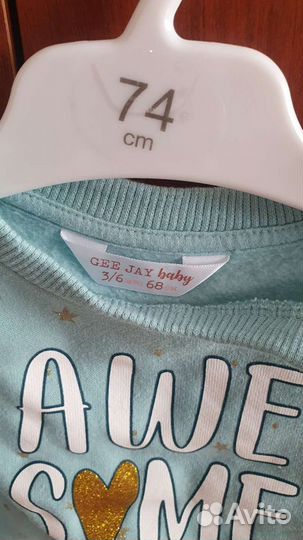 74
cm
GEE JAY baby
3/6 68
AWE
SOME
Avito